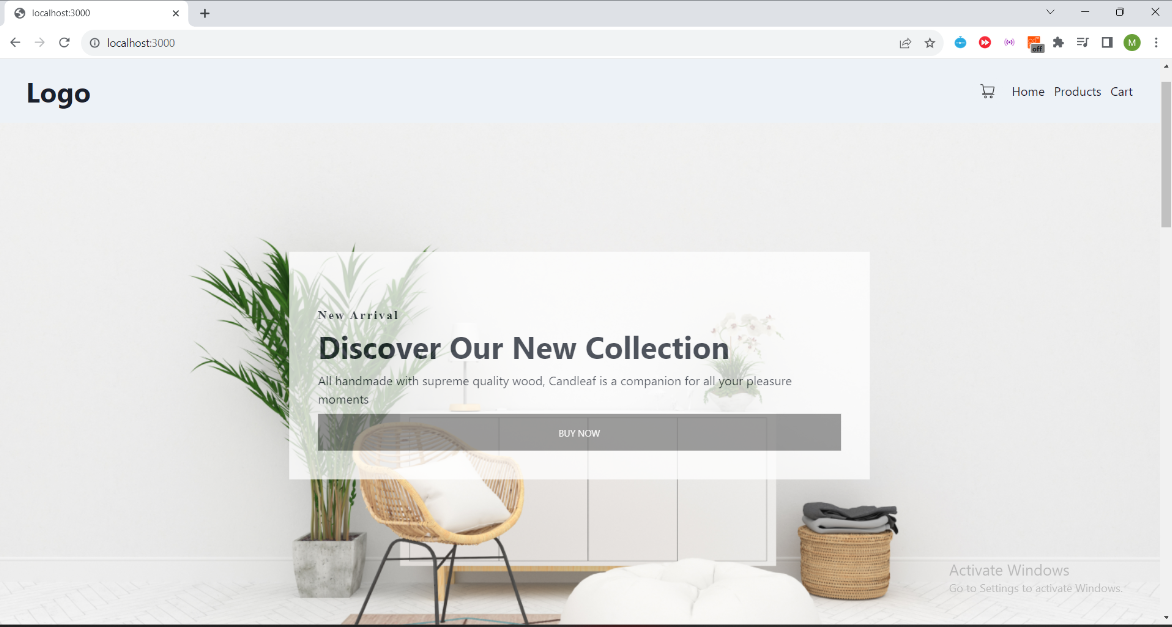 localhost:3000
localhost:3000
off
M
Logo
Home Products Cart
New Arrival
Discover Our New Collection
All handmade with supreme quality wood, Candleaf is a companion for all your pleasure
moments
BUY NOW
Activate Windows
Go to Settings to activate Windows.